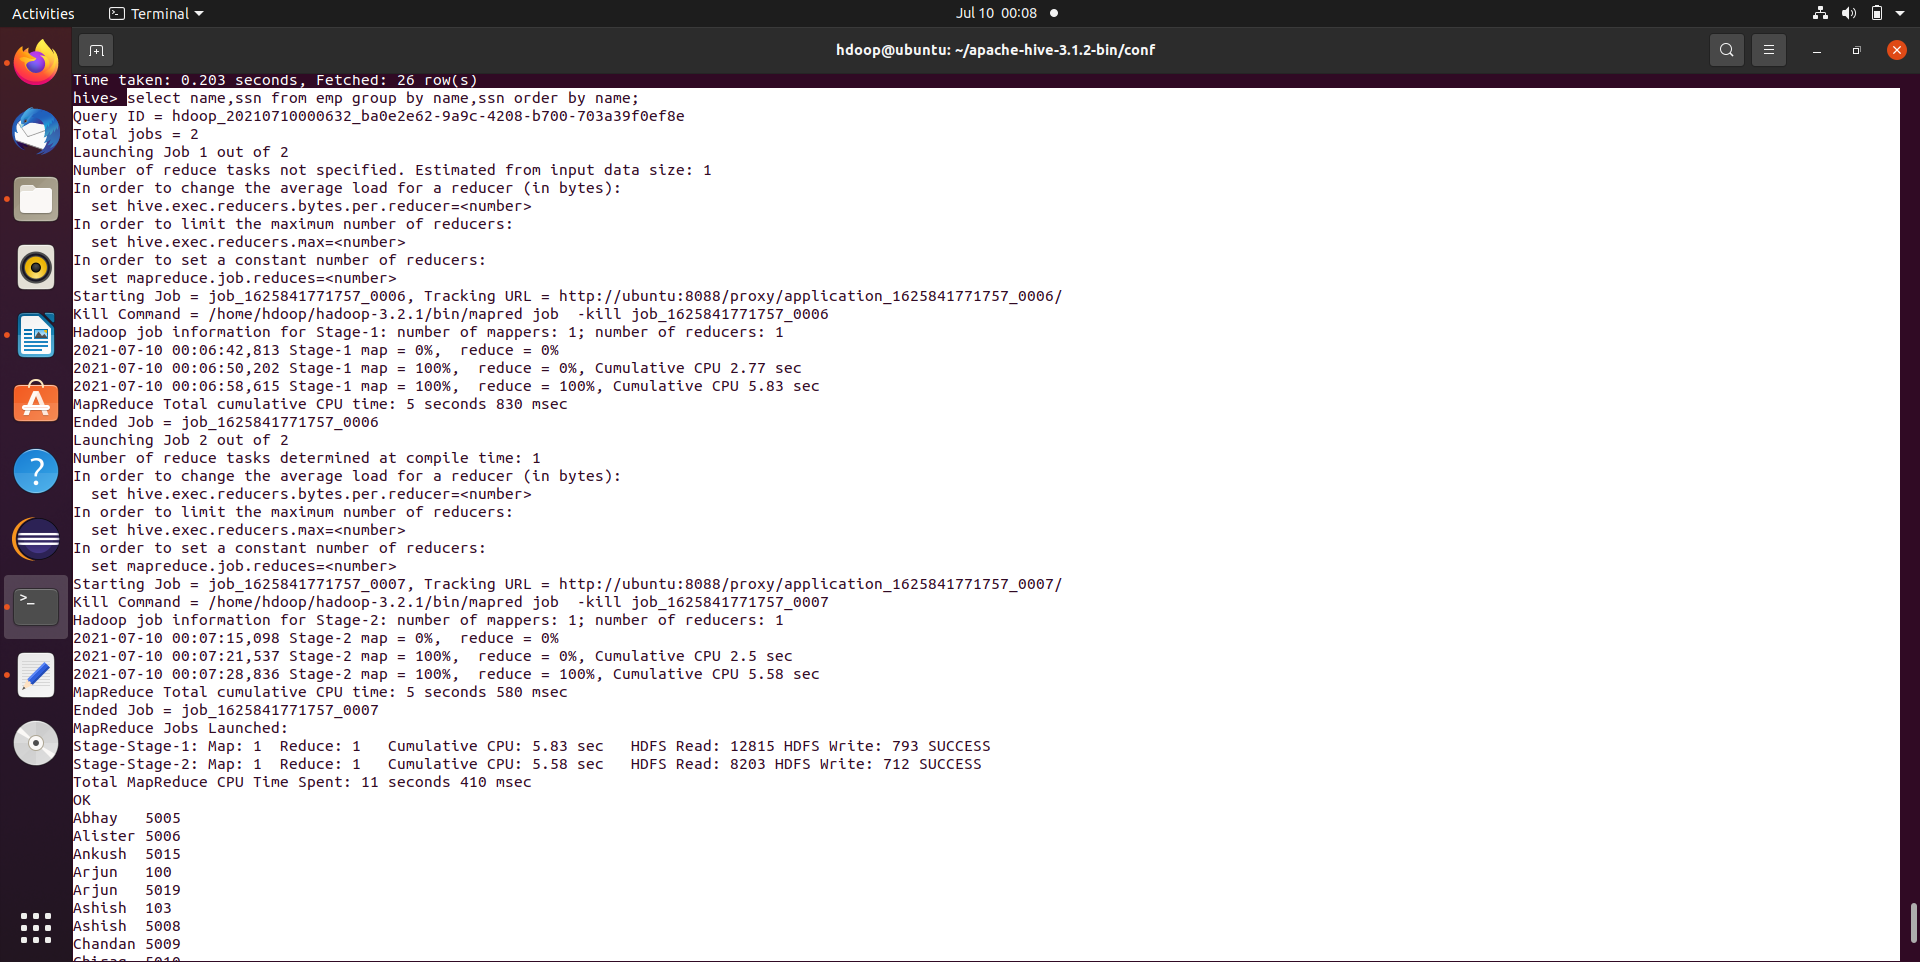 Activities
Terminal
Jul 10 00:08
hdoop@ubuntu: ~/apache-hive-3.1.2-bin/conf
Time taken: 0.203 seconds, Fetched: 26 row(s)
hive> select name,ssn from emp group by name,ssn order by name;
Query ID = hdoop_20210710000632_ba0e2e62-9a9c-4208-b700-703a39f0ef8e
Total jobs = 2
Launching Job 1 out of 2
Number of reduce tasks not specified. Estimated from input data size: 1
In order to change the average load for a reducer (in bytes):
  set hive.exec.reducers.bytes.per.reducer=<number>
In order to limit the maximum number of reducers:
  set hive.exec.reducers.max=<number>
In order to set a constant number of reducers:
  set mapreduce.job.reduces=<number>
Starting Job = job_1625841771757_0006, Tracking URL = http://ubuntu:8088/proxy/application_1625841771757_0006/
Kill Command = /home/hdoop/hadoop-3.2.1/bin/mapred job  -kill job_1625841771757_0006
Hadoop job information for Stage-1: number of mappers: 1; number of reducers: 1
2021-07-10 00:06:42,813 Stage-1 map = 0%,  reduce = 0%
2021-07-10 00:06:50,202 Stage-1 map = 100%,  reduce = 0%, Cumulative CPU 2.77 sec
2021-07-10 00:06:58,615 Stage-1 map = 100%,  reduce = 100%, Cumulative CPU 5.83 sec
MapReduce Total cumulative CPU time: 5 seconds 830 msec
Ended Job = job_1625841771757_0006
Launching Job 2 out of 2
Number of reduce tasks determined at compile time: 1
In order to change the average load for a reducer (in bytes):
  set hive.exec.reducers.bytes.per.reducer=<number>
In order to limit the maximum number of reducers:
  set hive.exec.reducers.max=<number>
In order to set a constant number of reducers:
  set mapreduce.job.reduces=<number>
Starting Job = job_1625841771757_0007, Tracking URL = http://ubuntu:8088/proxy/application_1625841771757_0007/
Kill Command = /home/hdoop/hadoop-3.2.1/bin/mapred job  -kill job_1625841771757_0007
Hadoop job information for Stage-2: number of mappers: 1; number of reducers: 1
2021-07-10 00:07:15,098 Stage-2 map = 0%,  reduce = 0%
2021-07-10 00:07:21,537 Stage-2 map = 100%,  reduce = 0%, Cumulative CPU 2.5 sec
2021-07-10 00:07:28,836 Stage-2 map = 100%,  reduce = 100%, Cumulative CPU 5.58 sec
MapReduce Total cumulative CPU time: 5 seconds 580 msec
Ended Job = job_1625841771757_0007
MapReduce Jobs Launched:
Stage-Stage-1: Map: 1  Reduce: 1   Cumulative CPU: 5.83 sec   HDFS Read: 12815 HDFS Write: 793 SUCCESS
Stage-Stage-2: Map: 1  Reduce: 1   Cumulative CPU: 5.58 sec   HDFS Read: 8203 HDFS Write: 712 SUCCESS
Total MapReduce CPU Time Spent: 11 seconds 410 msec
OK
Abhay   5005
Alister 5006
Ankush  5015
Arjun   100
Arjun   5019
Ashish  103
Ashish  5008
Chandan 5009
Chirag  5010